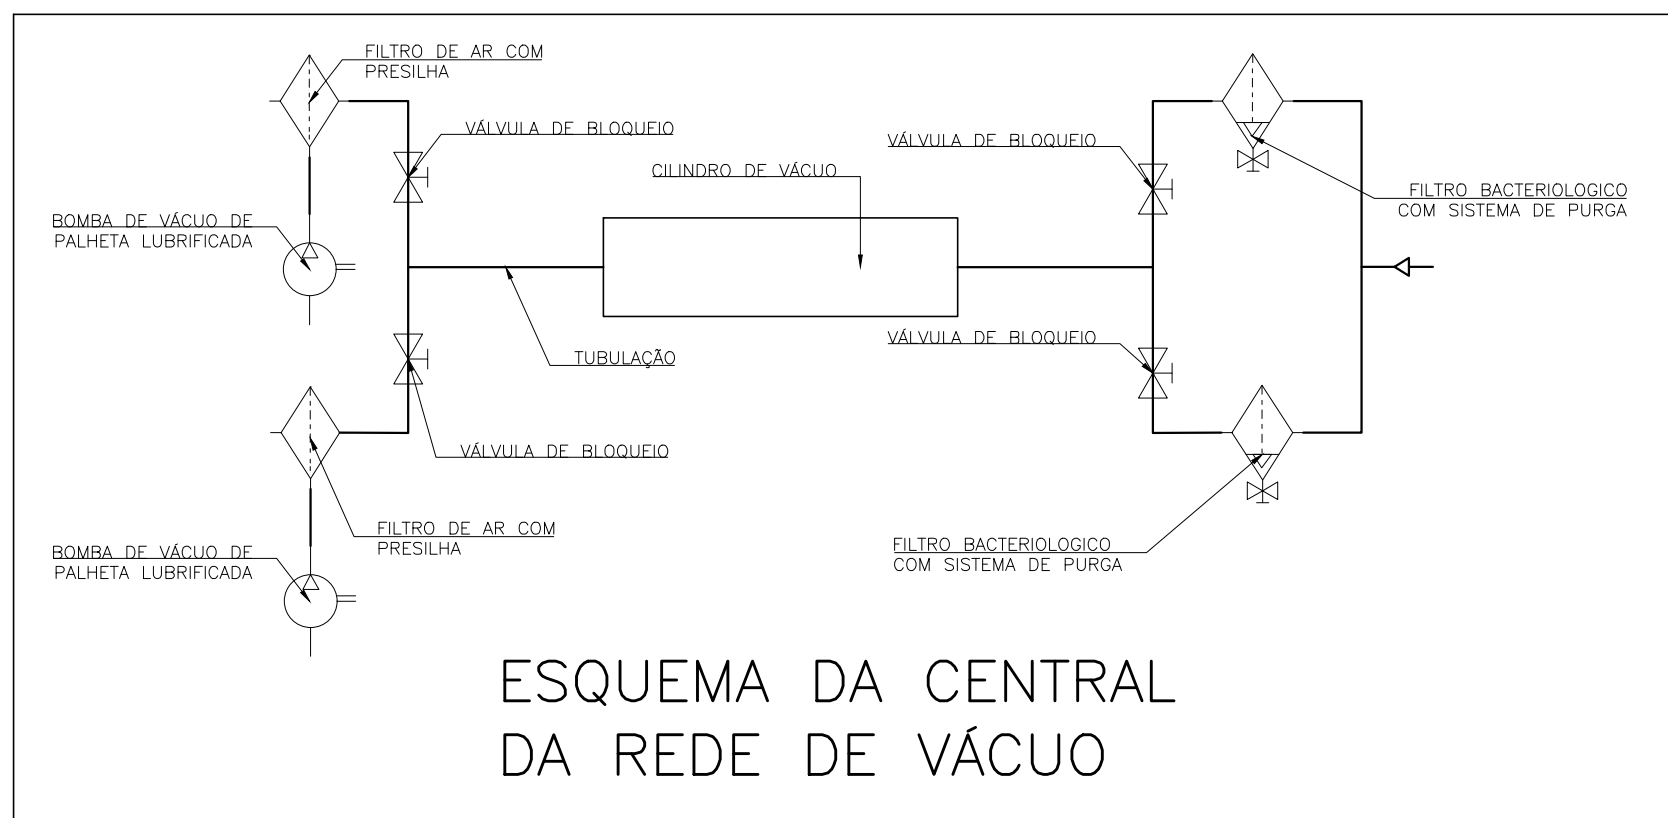 FILTRO DE AR COM
PRESILHA
VÁLVULA DE BLOQUEIO
VÁLVULA DE BLOQUEIO
CILINDRO DE VÁCUO
FILTRO BACTERIOLOGICO
COM SISTEMA DE PURGA
BOMBA DE VÁCUO DE
PALHETA LUBRIFICADA
VÁLVULA DE BLOQUEIO
TUBULAÇÃO
VÁLVULA DE BLOQUEIO
FILTRO DE AR COM
PRESILHA
BOMBA DE VÁCUO DE
PALHETA LUBRIFICADA
FILTRO BACTERIOLOGICO
COM SISTEMA DE PURGA
ESQUEMA DA CENTRAL
DA REDE DE VÁCUO